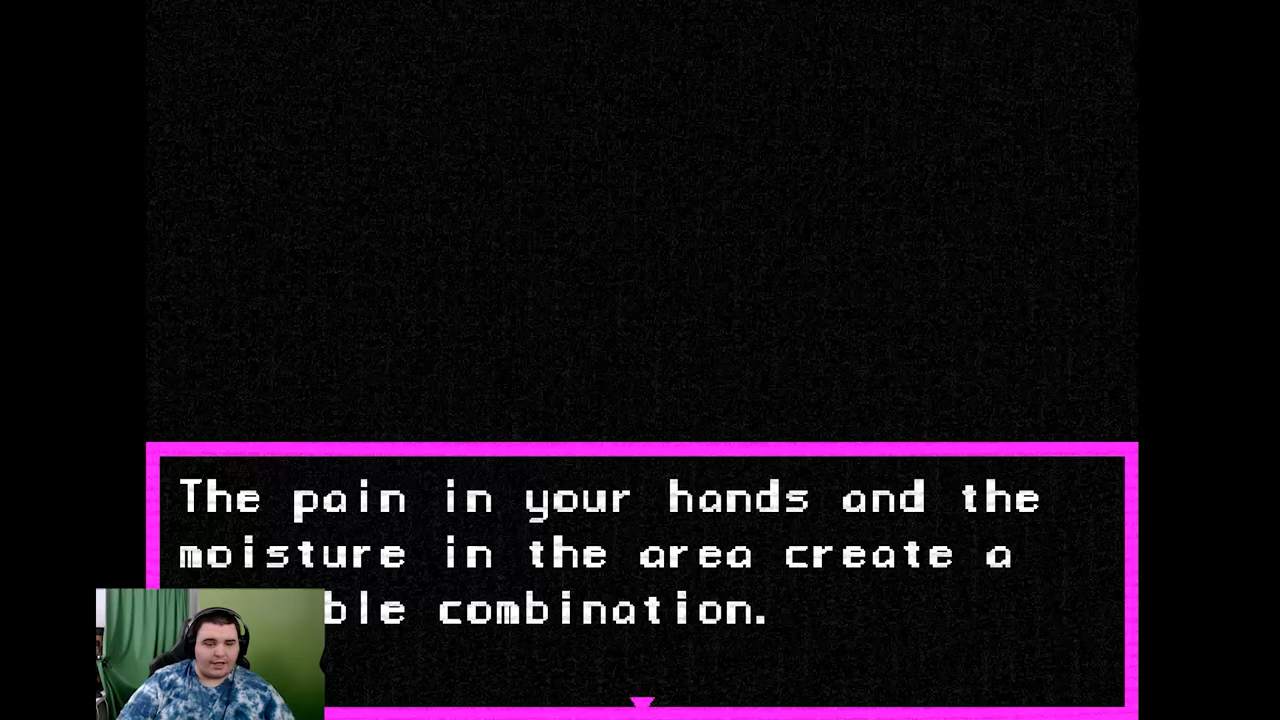 The pain in your hands and the
moisture in the area create a
ble combination.